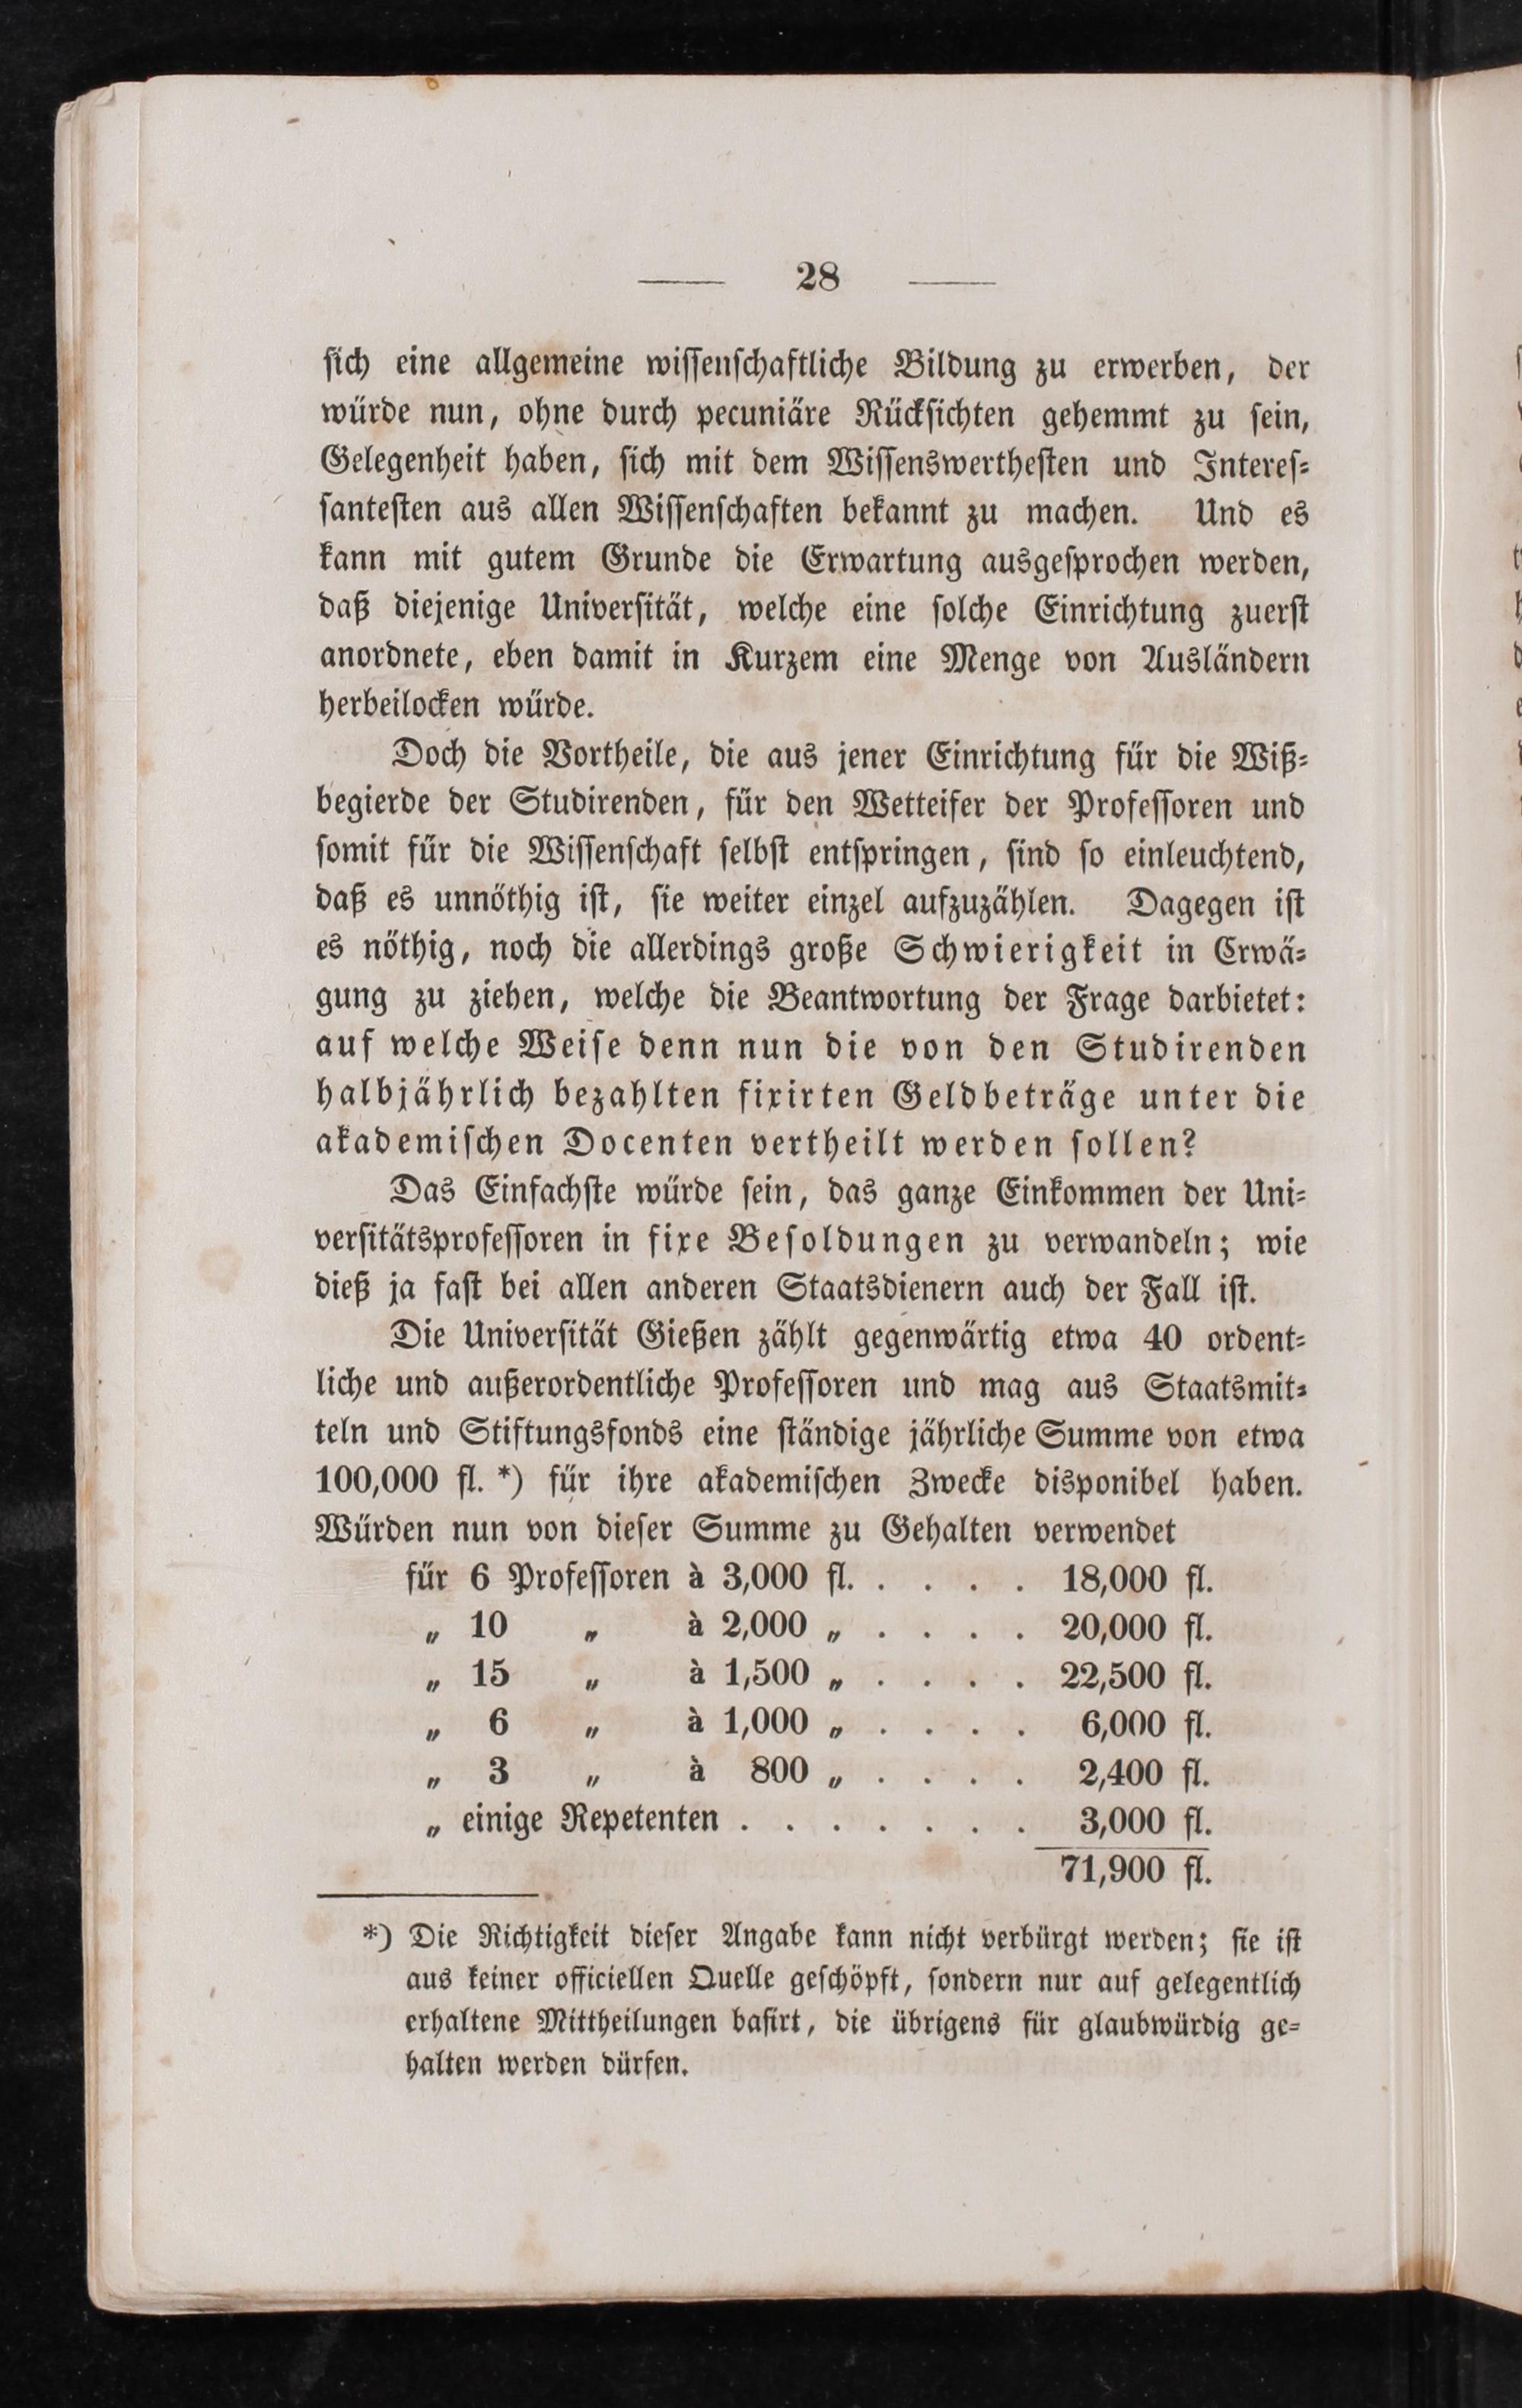 28
sich eine allgemeine wissenschaftliche Bildung zu erwerben, der
würde nun, ohne durch pecuniäre Rücksichten gehemmt zu sein,
Gelegenheit haben, sich mit dem Wissenswerthesten und Interes-
santesten aus allen Wissenschaften bekannt zu machen. Und es
kann mit gutem Grunde die Erwartung ausgesprochen werden,
daß diejenige Universität, welche eine solche Einrichtung zuerst
anordnete, eben damit in Kurzem eine Menge von Ausländern
herbeilocken würde.
Doch die Vortheile, die aus jener Einrichtung für die Wiß-
begierde der Studirenden, für den Wetteifer der Professoren und
somit für die Wissenschaft selbst entspringen, sind so einleuchtend,
daß es unnöthig ist, sie weiter einzel aufzuzählen. Dagegen ist
es nöthig, noch die allerdings große Schwierigkeit in Erwä-
gung zu ziehen, welche die Beantwortung der Frage darbietet:
auf welche Weise denn nun die von den Studirenden
halbjährlich bezahlten fixirten Geldbeträge unter die
akademischen Docenten vertheilt werden sollen?
Das Einfachste würde sein, das ganze Einkommen der Uni-
versitätsprofessoren in fixe Besoldungen zu verwandeln; wie
dieß ja fast bei allen anderen Staatsdienern auch der Fall ist.
Die Universität Gießen zählt gegenwärtig etwa 40 ordent-
liche und außerordentliche Professoren und mag aus Staatsmit-
teln und Stiftungsfonds eine ständige jährliche Summe von etwa
100,000 fl. *) für ihre akademischen Zwecke disponibel haben.
Würden nun von dieser Summe zu Gehalten verwendet
für 6 Professoren à 3,000 fl. . . . . 18,000 fl.
„ 10 „ à 2,000 „ . . . . 20,000 fl.
„ 15 „ à 1,500 „ . . . . 22,500 fl.
„ 6 „ à 1,000 „ . . . . 6,000 fl.
„ 3 „ à 800 „ . . . . 2,400 fl.
„ einige Repetenten . . . . . . . 3,000 fl.
71,900 fl.
*) Die Richtigkeit dieser Angabe kann nicht verbürgt werden; sie ist
aus keiner officiellen Quelle geschöpft, sondern nur auf gelegentlich
erhaltene Mittheilungen basirt, die übrigens für glaubwürdig ge-
halten werden dürfen.